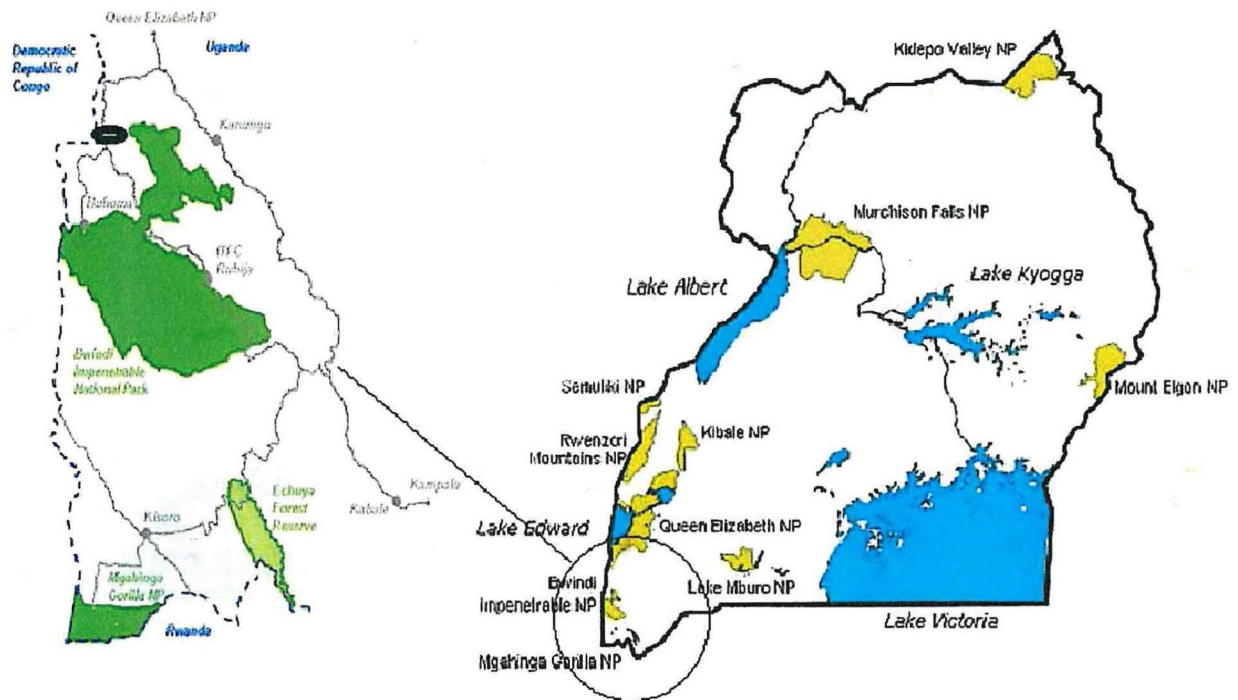 Queen Elizabeth NP
Democratic
Republic of
Congo
Uganda
Kanungu
Buhoma
ITFC
Ruhija
Bwindi
Impenetrable
National Park
Kampala
Kabale
Echuya
Forest
Reserve
Kisoro
Mgahinga
Gorilla NP
Rwanda
Kidepo Valley NP
Murchison Falls NP
Lake Albert
Lake Kyogga
Mount Elgon NP
Semuliki NP
Rwenzori
Mountains NP
Kibale NP
Lake Edward
Queen Elizabeth NP
Bwindi
Impenetrable NP
Lake Mburo NP
Lake Victoria
Mgahinga Gorilla NP